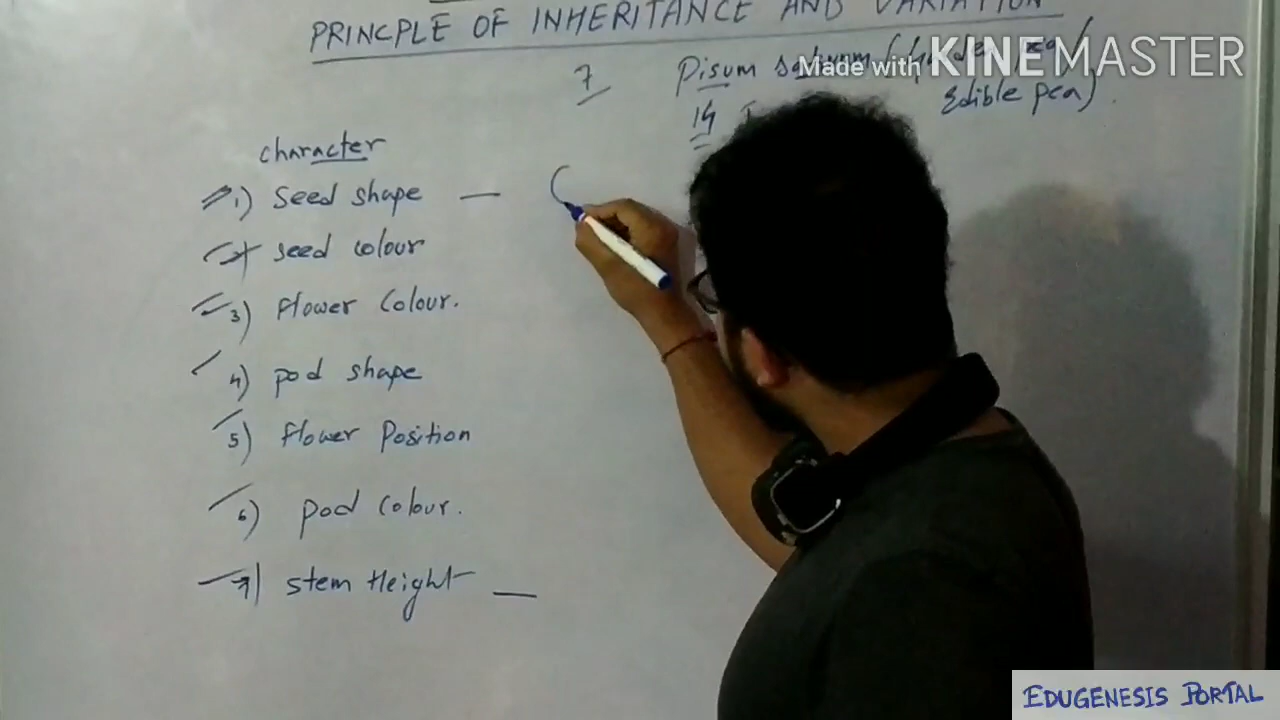 PRINCPLE OF INHERITANCE AND VARIATION
Made with KINEMASTER
7 Pisum
Edible pea)
14
character
1) Seed shape —
2) seed colour
3) flower colour.
4) pod shape
5) flower Position
6) pod colour.
7) stem Height —
EDUGENESIS PORTAL